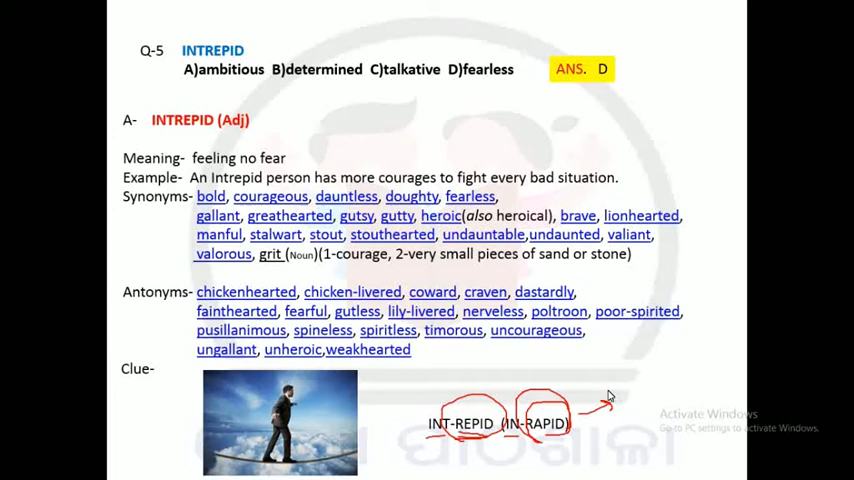 Q-5 INTREPID
A)ambitious B)determined C)talkative D)fearless ANS. D
A- INTREPID (Adj)
Meaning- feeling no fear
Example- An Intrepid person has more courages to fight every bad situation.
Synonyms- bold, courageous, dauntless, doughty, fearless,
gallant, greathearted, gutsy, gutty, heroic(also heroical), brave, lionhearted,
manful, stalwart, stout, stouthearted, undauntable,undaunted, valiant,
valorous, grit (Noun)(1-courage, 2-very small pieces of sand or stone)
Antonyms- chickenhearted, chicken-livered, coward, craven, dastardly,
fainthearted, fearful, gutless, lily-livered, nerveless, poltroon, poor-spirited,
pusillanimous, spineless, spiritless, timorous, uncourageous,
ungallant, unheroic,weakhearted
Clue-
INT-REPID (IN-RAPID)
Activate Windows
Go to PC settings to activate Windows.
ପାଠଶାଳା